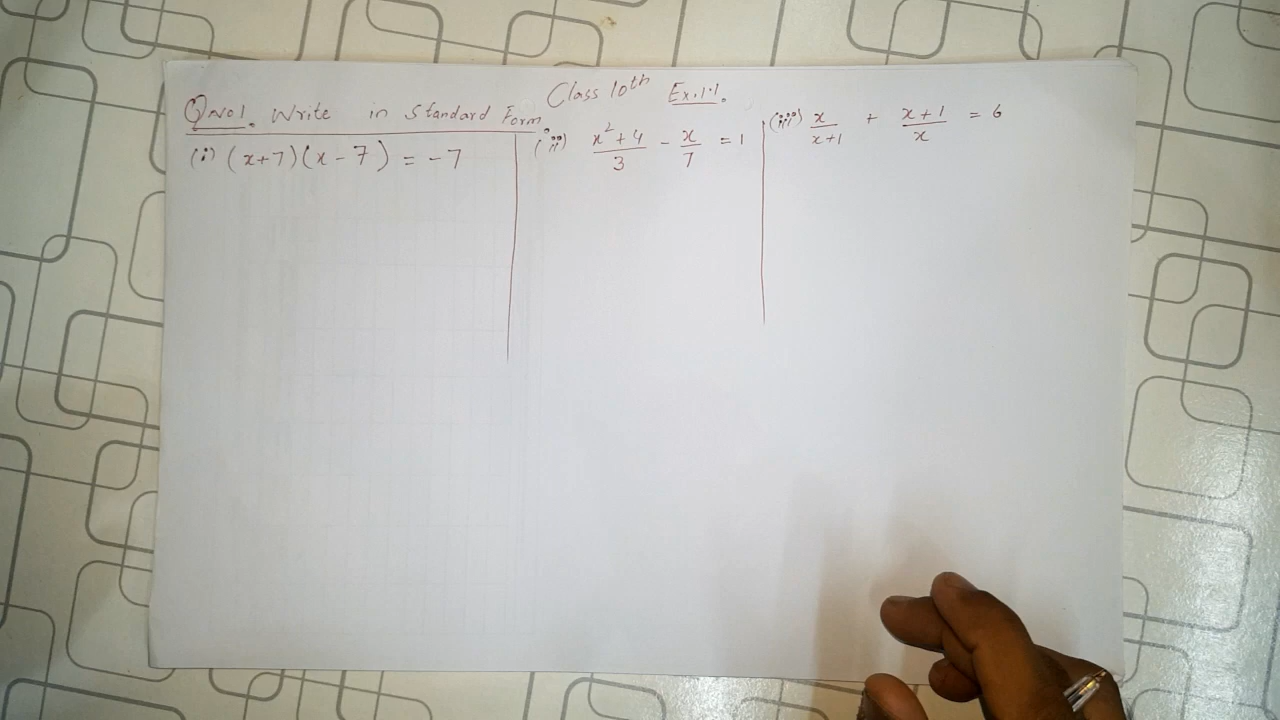 Class 10th Ex.1.1.
Q No1. Write in Standard Form
(i) (x+7)(x-7) = -7
(ii) (x²+4)/3 - x/7 = 1
(iii) x/(x+1) + (x+1)/x = 6